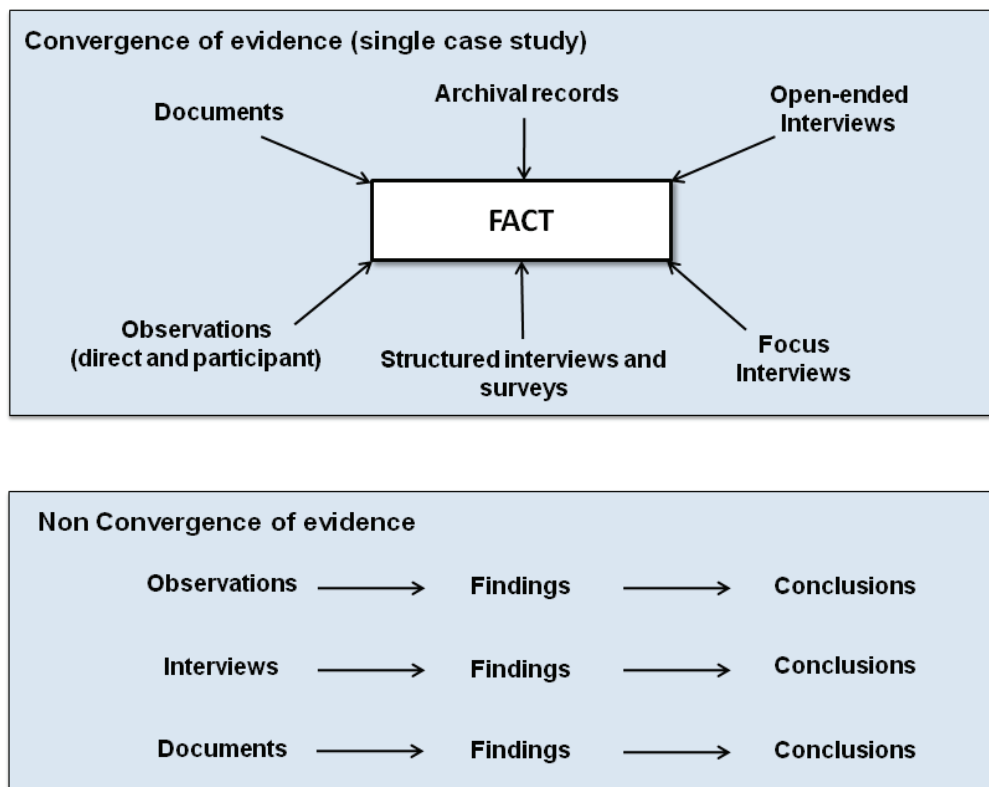 Convergence of evidence (single case study)
Documents
Archival records
Open-ended
Interviews
FACT
Observations
(direct and participant)
Structured interviews and
surveys
Focus
Interviews
Non Convergence of evidence
Observations Findings Conclusions
Interviews Findings Conclusions
Documents Findings Conclusions